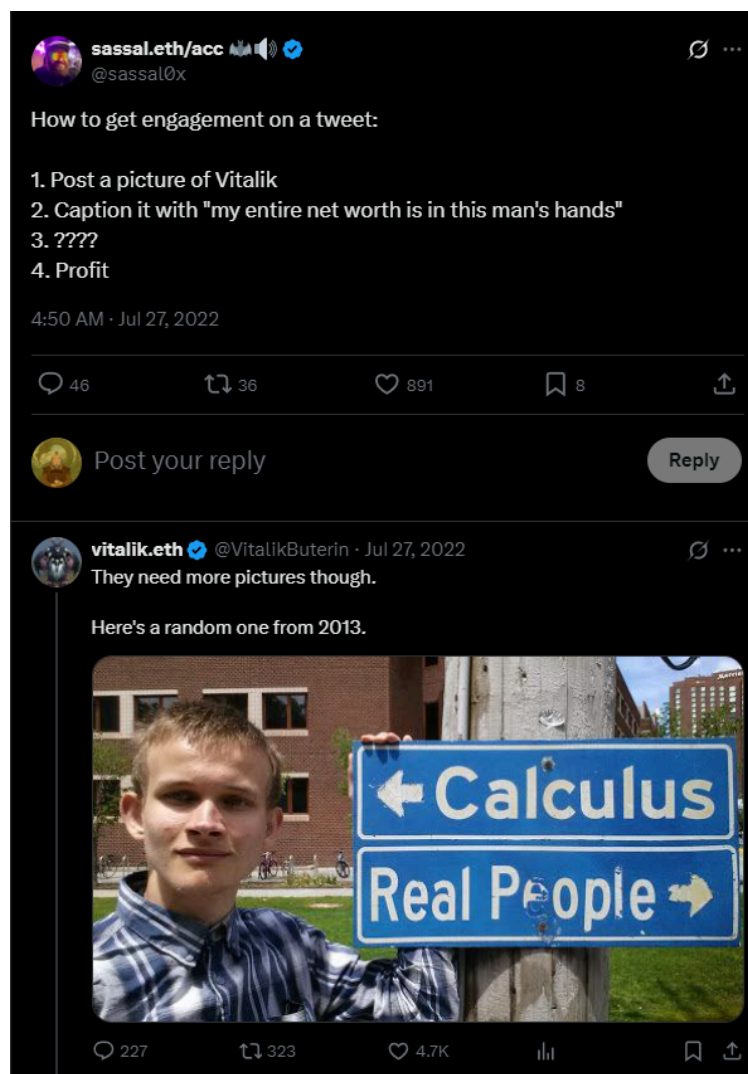 sassal.eth/acc 🦇🔊
@sassal0x
How to get engagement on a tweet:
1. Post a picture of Vitalik
2. Caption it with "my entire net worth is in this man's hands"
3. ????
4. Profit
4:50 AM · Jul 27, 2022
46 36 891 8
Post your reply
Reply
vitalik.eth @VitalikButerin · Jul 27, 2022
They need more pictures though.
Here's a random one from 2013.
Marriott
← Calculus
Real People →
227 323 4.7K